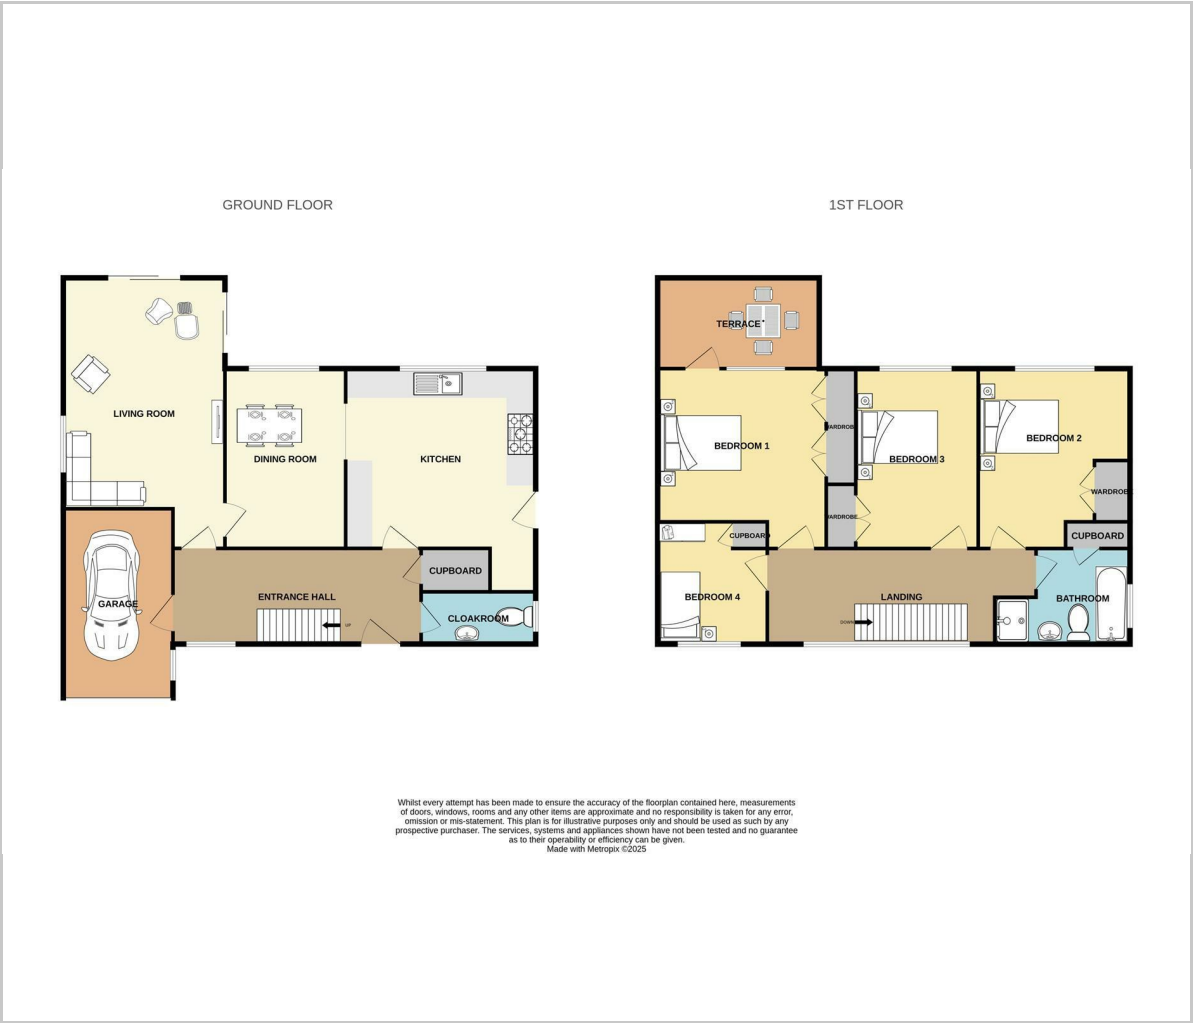 GROUND FLOOR
1ST FLOOR
LIVING ROOM
DINING ROOM
KITCHEN
CUPBOARD
ENTRANCE HALL
GARAGE
CLOAKROOM
UP
TERRACE
BEDROOM 1
WARDROBE
BEDROOM 3
BEDROOM 2
WARDROBE
WARDROBE
CUPBOARD
CUPBOARD
BEDROOM 4
LANDING
BATHROOM
DOWN
Whilst every attempt has been made to ensure the accuracy of the floorplan contained here, measurements
of doors, windows, rooms and any other items are approximate and no responsibility is taken for any error,
omission or mis-statement. This plan is for illustrative purposes only and should be used as such by any
prospective purchaser. The services, systems and appliances shown have not been tested and no guarantee
as to their operability or efficiency can be given.
Made with Metropix ©2025